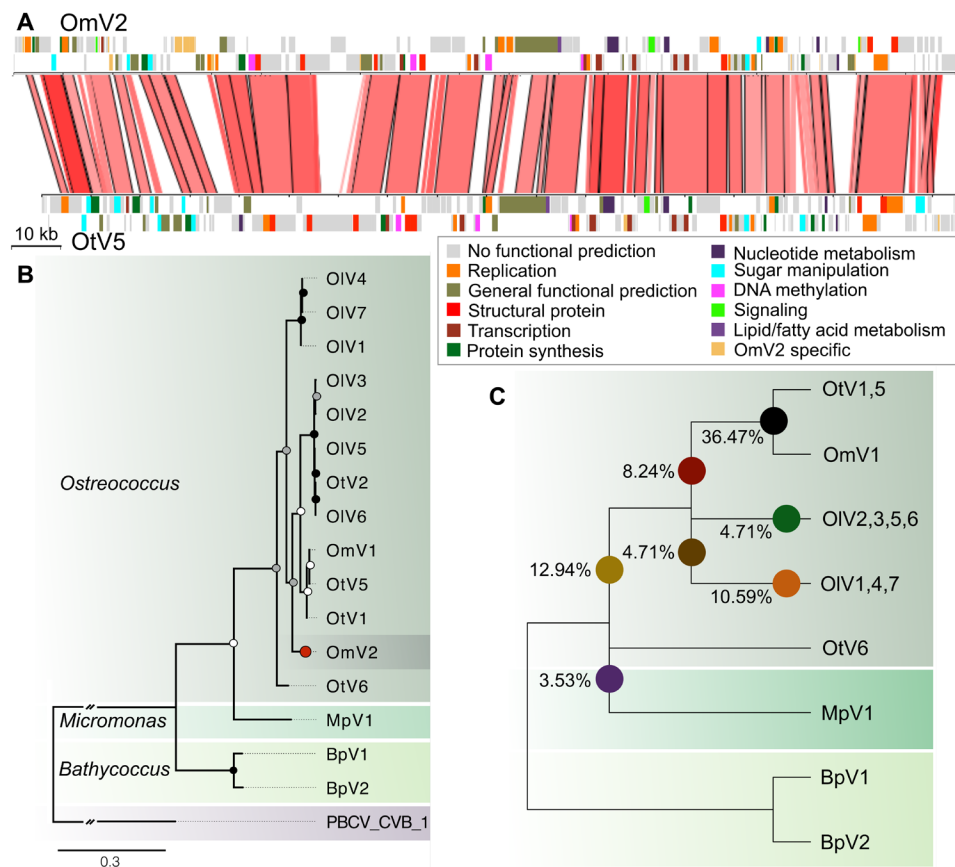 A
OmV2
10 kb
OtV5
No functional prediction
Replication
General functional prediction
Structural protein
Transcription
Protein synthesis
Nucleotide metabolism
Sugar manipulation
DNA methylation
Signaling
Lipid/fatty acid metabolism
OmV2 specific
B
OlV4
OlV7
OlV1
OlV3
OlV2
OlV5
OtV2
OlV6
OmV1
OtV5
OtV1
OmV2
OtV6
MpV1
BpV1
BpV2
PBCV_CVB_1
Ostreococcus
Micromonas
Bathycoccus
0.3
C
OtV1,5
36.47%
OmV1
8.24%
OlV2,3,5,6
4.71%
4.71%
12.94%
10.59%
OlV1,4,7
OtV6
3.53%
MpV1
BpV1
BpV2